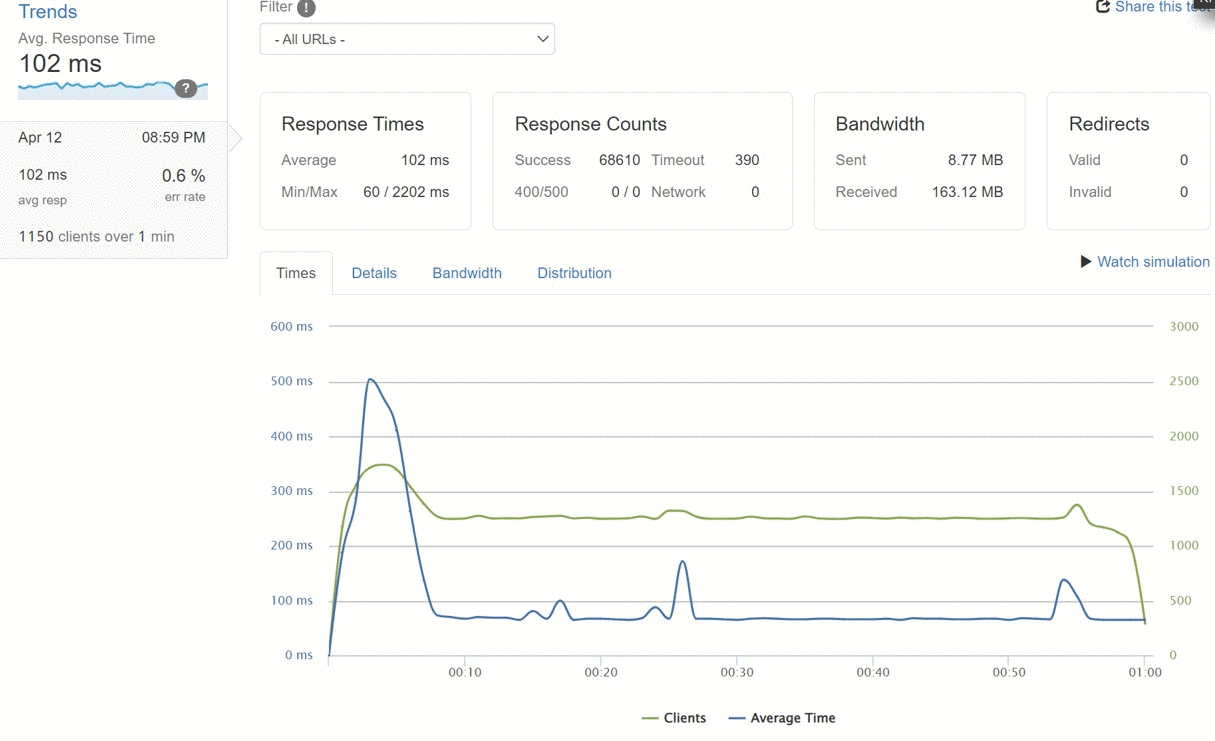 Trends
Avg. Response Time
102 ms
?
Apr 12 08:59 PM
102 ms 0.6 %
avg resp err rate
1150 clients over 1 min
Filter !
- All URLs -
Share this test
Response Times
Average 102 ms
Min/Max 60 / 2202 ms
Response Counts
Success 68610 Timeout 390
400/500 0 / 0 Network 0
Bandwidth
Sent 8.77 MB
Received 163.12 MB
Redirects
Valid 0
Invalid 0
Times Details Bandwidth Distribution
Watch simulation
600 ms 3000
500 ms 2500
400 ms 2000
300 ms 1500
200 ms 1000
100 ms 500
0 ms 0
00:10 00:20 00:30 00:40 00:50 01:00
Clients Average Time